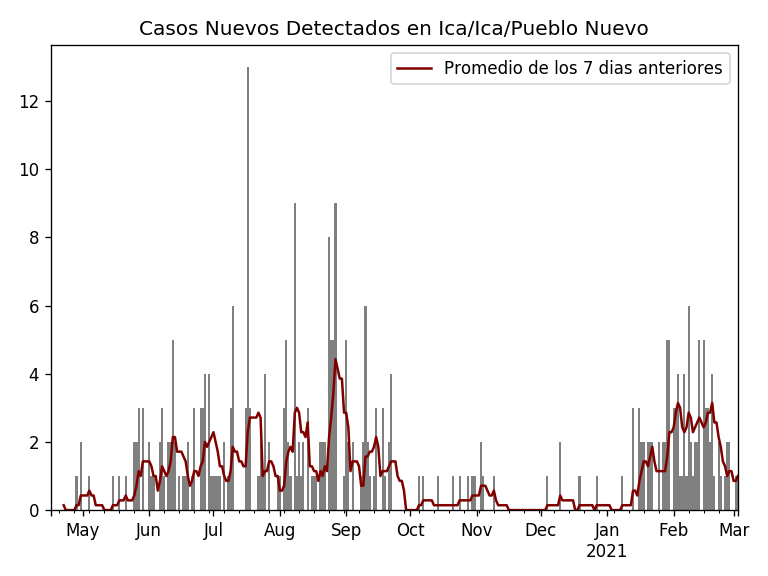 Casos Nuevos Detectados en Ica/Ica/Pueblo Nuevo
Promedio de los 7 dias anteriores
12
10
8
6
4
2
0
May Jun Jul Aug Sep Oct Nov Dec Jan Feb Mar
2021